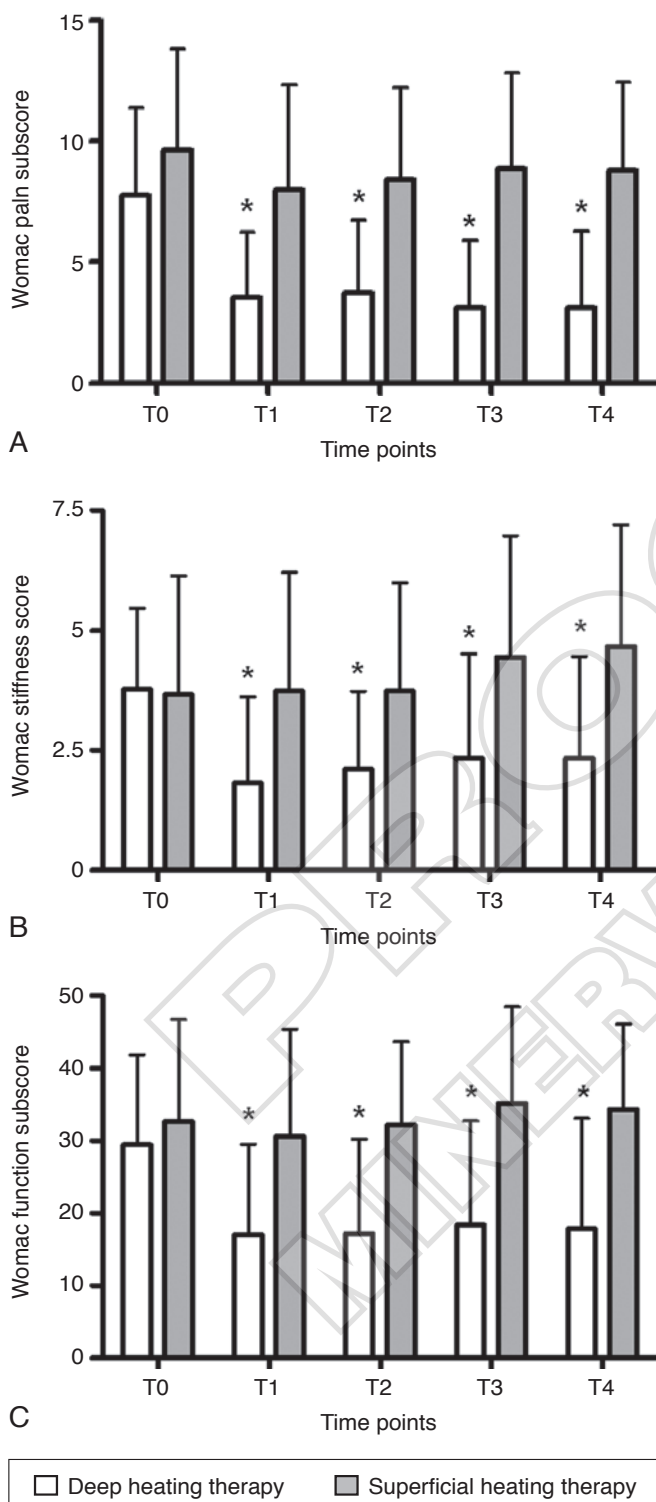 15
10
5
0
Womac paln subscore
* * * *
T0 T1 T2 T3 T4
Time points
A
7.5
5
2.5
0
Womac stiffness score
* * * *
T0 T1 T2 T3 T4
Time points
B
50
40
30
20
10
0
Womac function subscore
* * * *
T0 T1 T2 T3 T4
Time points
C
Deep heating therapy Superficial heating therapy